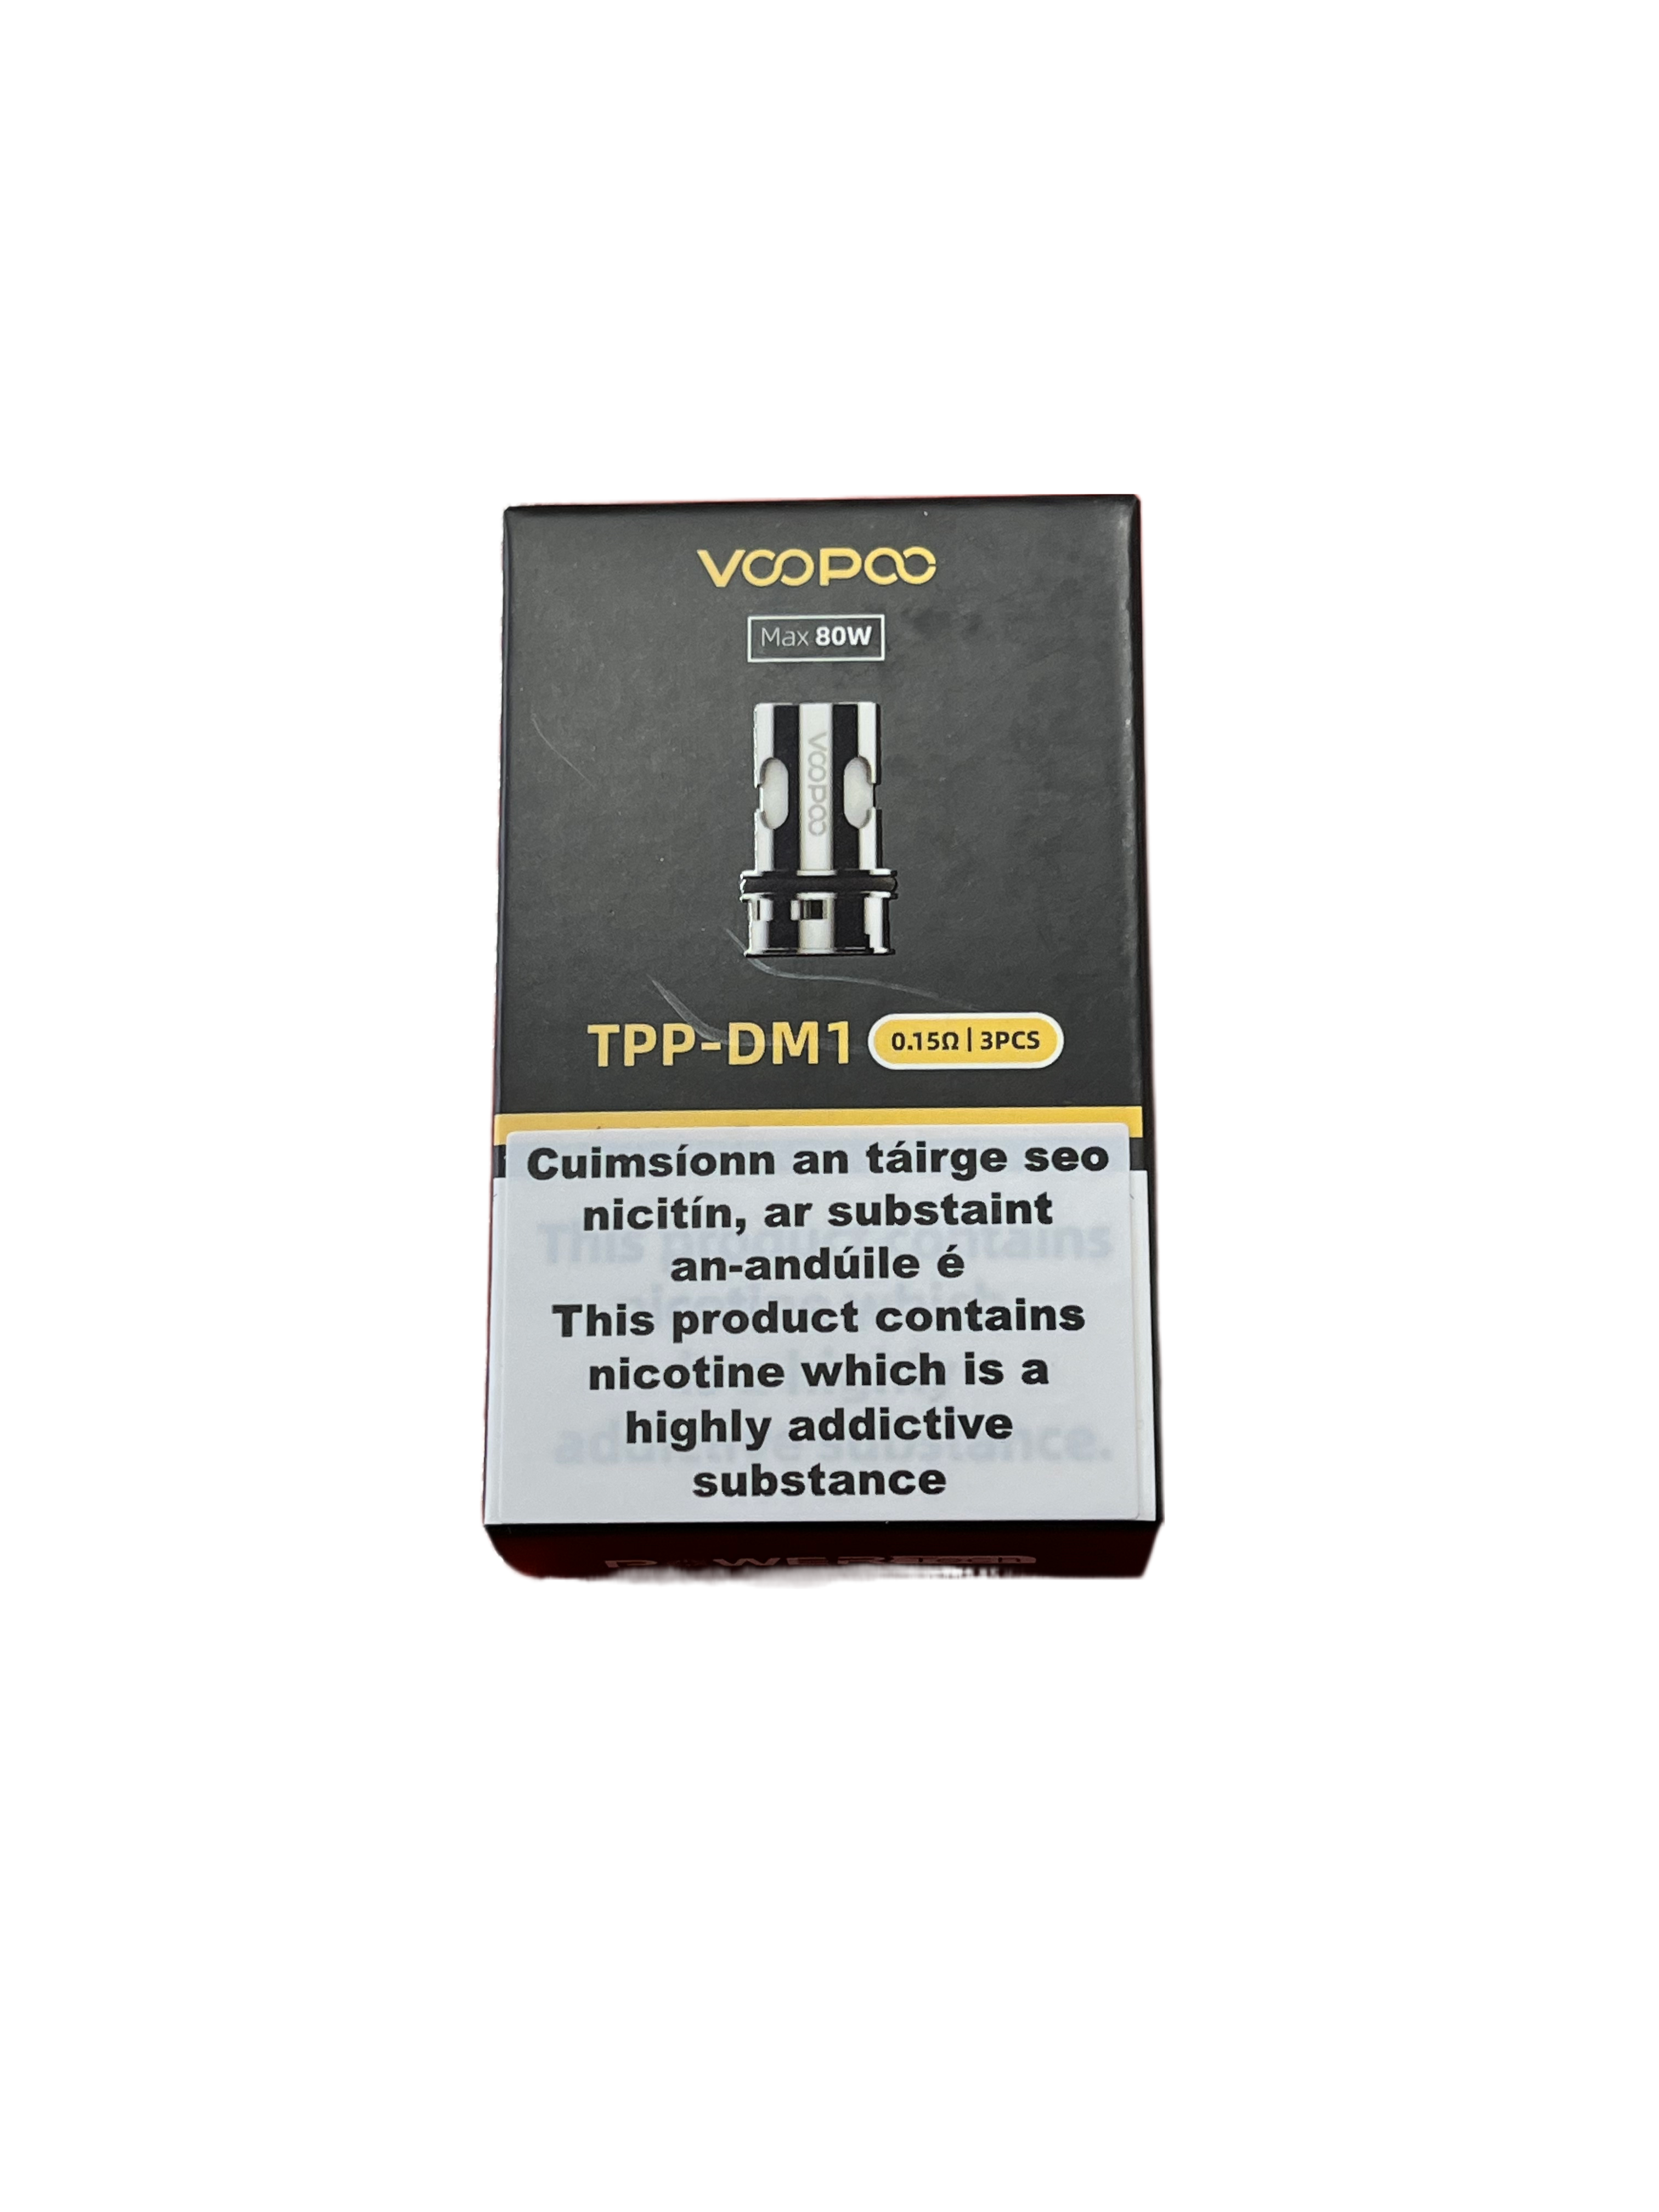 VOOPOO
Max 80W
VOOPOO
TPP-DM1 0.15Ω | 3PCS
Cuimsíonn an táirge seo
nicitín, ar substaint
an-andúile é
This product contains
nicotine which is a
highly addictive
substance